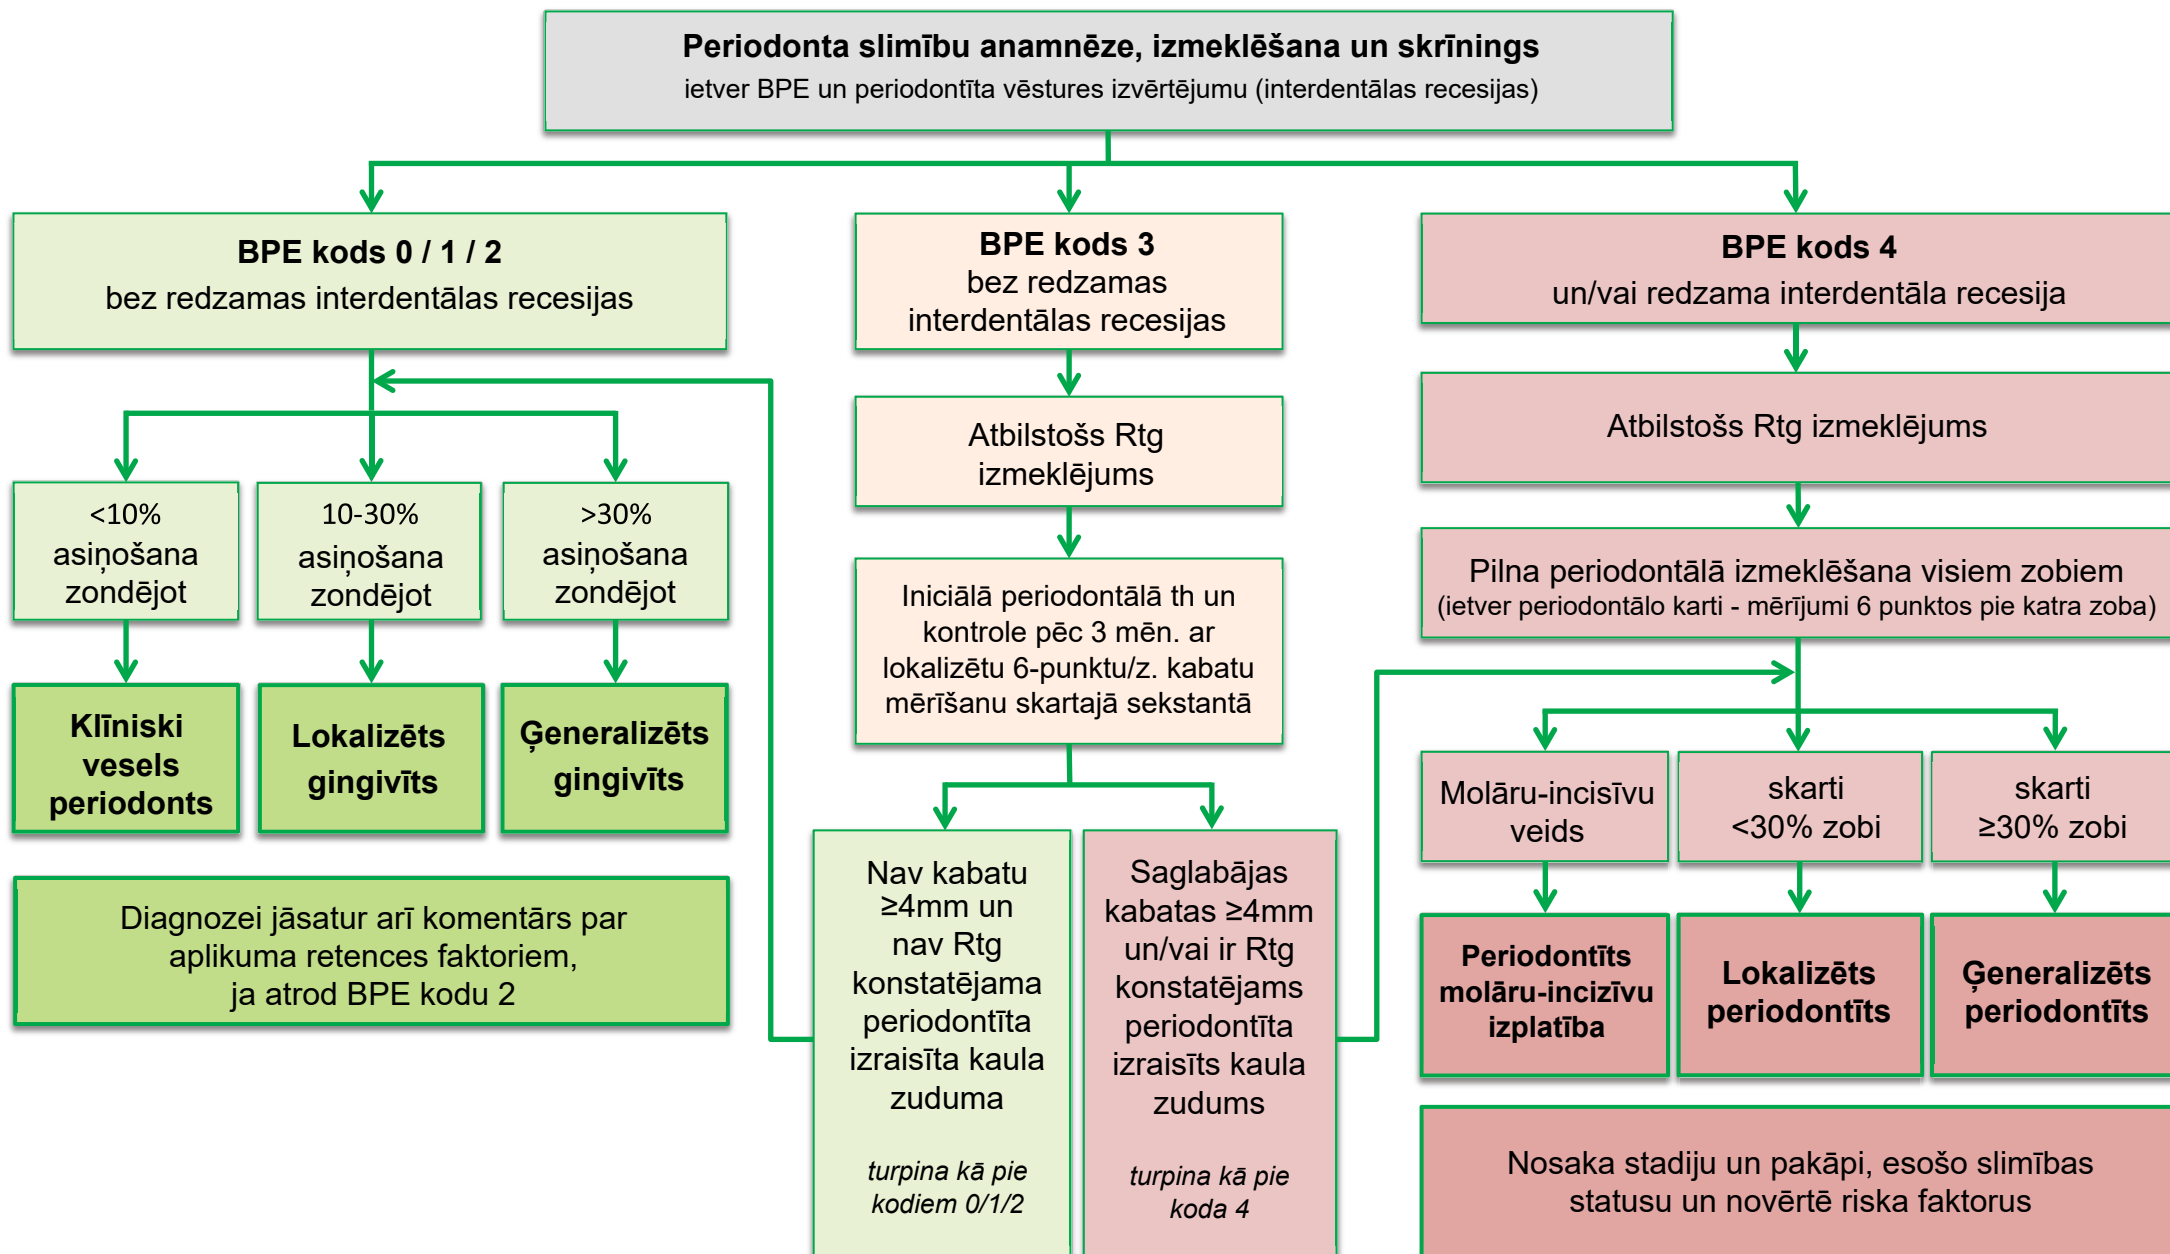 Periodonta slimību anamnēze, izmeklēšana un skrīnings
ietver BPE un periodontīta vēstures izvērtējumu (interdentālas recesijas)
BPE kods 0 / 1 / 2
bez redzamas interdentālas recesijas
BPE kods 3
bez redzamas
interdentālas recesijas
BPE kods 4
un/vai redzama interdentāla recesija
<10%
asiņošana
zondējot
10-30%
asiņošana
zondējot
>30%
asiņošana
zondējot
Klīniski
vesels
periodonts
Lokalizēts
gingivīts
Ģeneralizēts
gingivīts
Diagnozei jāsatur arī komentārs par
aplikuma retences faktoriem,
ja atrod BPE kodu 2
Atbilstošs Rtg
izmeklējums
Iniciālā periodontālā th un
kontrole pēc 3 mēn. ar
lokalizētu 6-punktu/z. kabatu
mērīšanu skartajā sekstantā
Nav kabatu
≥4mm un
nav Rtg
konstatējama
periodontīta
izraisīta kaula
zuduma
turpina kā pie
kodiem 0/1/2
Saglabājas
kabatas ≥4mm
un/vai ir Rtg
konstatējams
periodontīta
izraisīts kaula
zudums
turpina kā pie
koda 4
Atbilstošs Rtg izmeklējums
Pilna periodontālā izmeklēšana visiem zobiem
(ietver periodontālo karti - mērījumi 6 punktos pie katra zoba)
Molāru-incisīvu
veids
skarti
<30% zobi
skarti
≥30% zobi
Periodontīts
molāru-incizīvu
izplatība
Lokalizēts
periodontīts
Ģeneralizēts
periodontīts
Nosaka stadiju un pakāpi, esošo slimības
statusu un novērtē riska faktorus